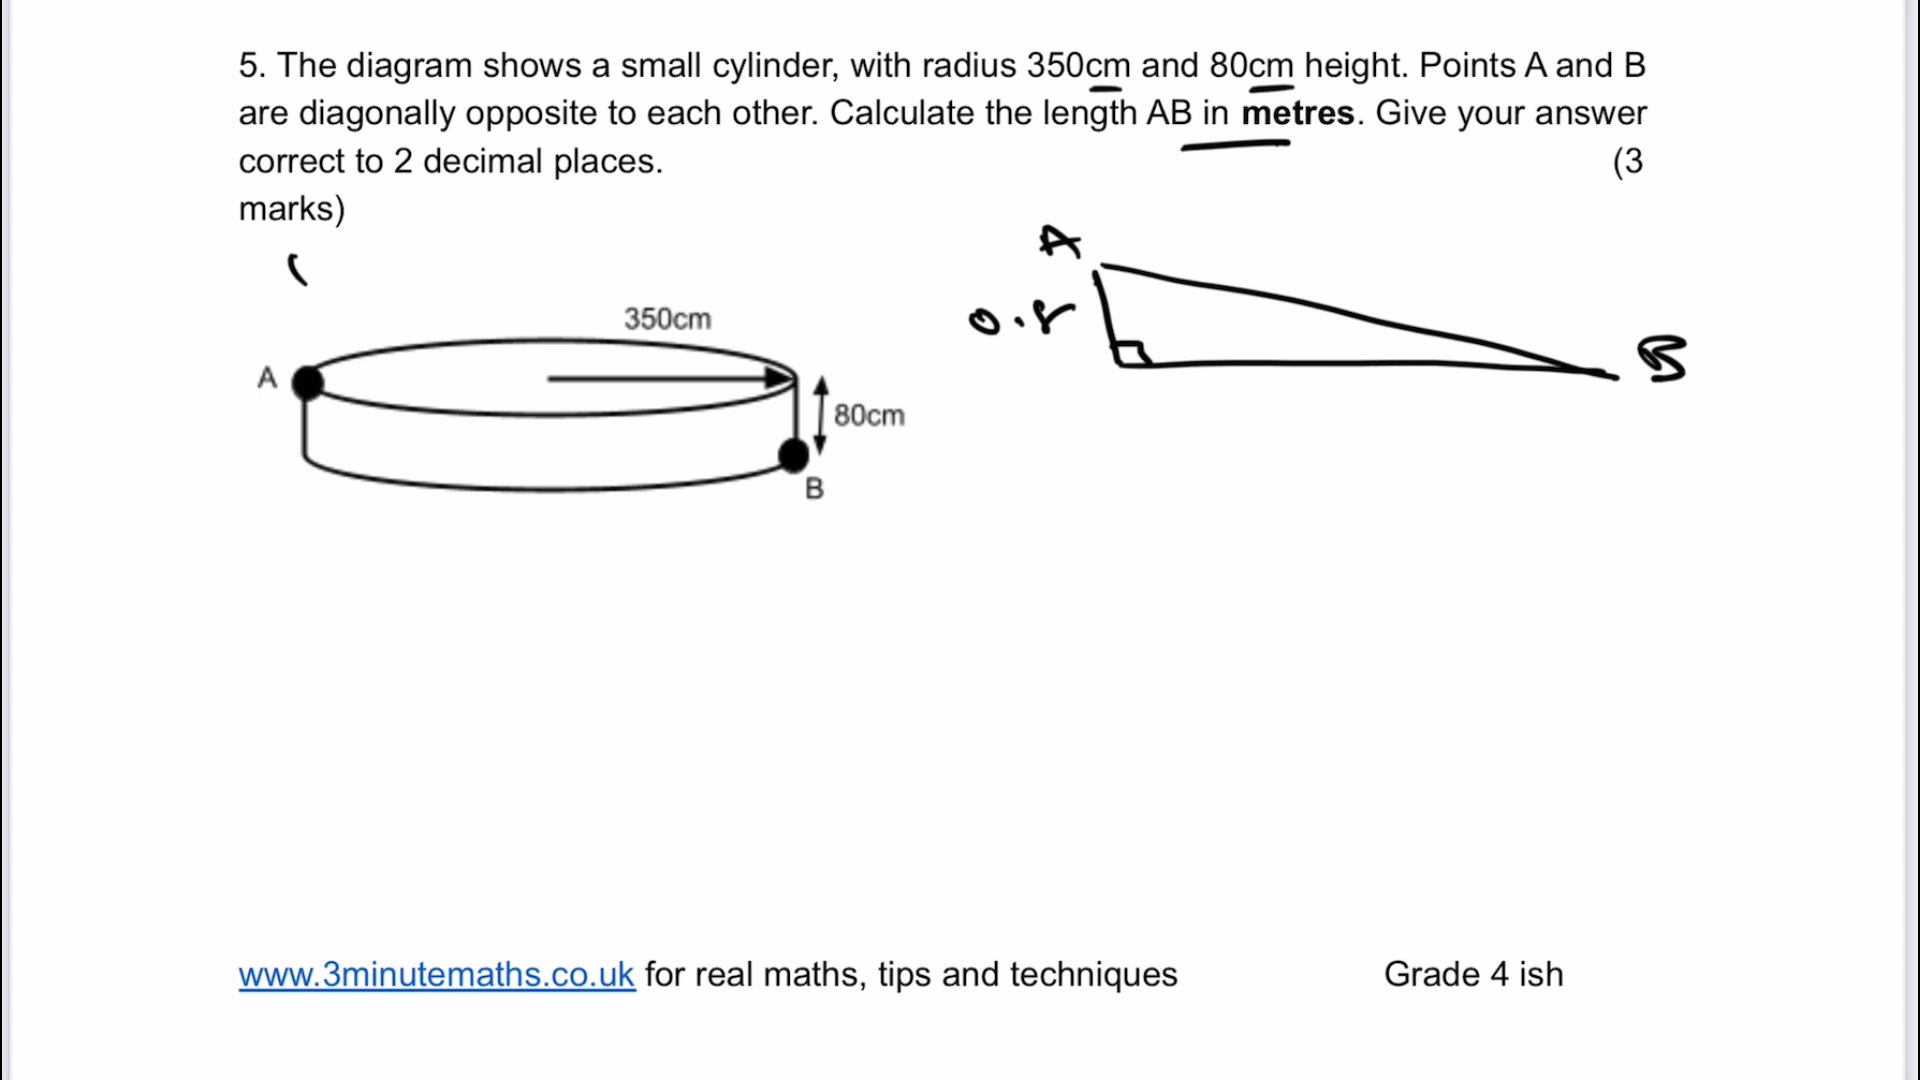 5. The diagram shows a small cylinder, with radius 350cm and 80cm height. Points A and B
are diagonally opposite to each other. Calculate the length AB in metres. Give your answer
correct to 2 decimal places. (3
marks)
A
0.8
B
350cm
A
80cm
B
www.3minutemaths.co.uk for real maths, tips and techniques Grade 4 ish